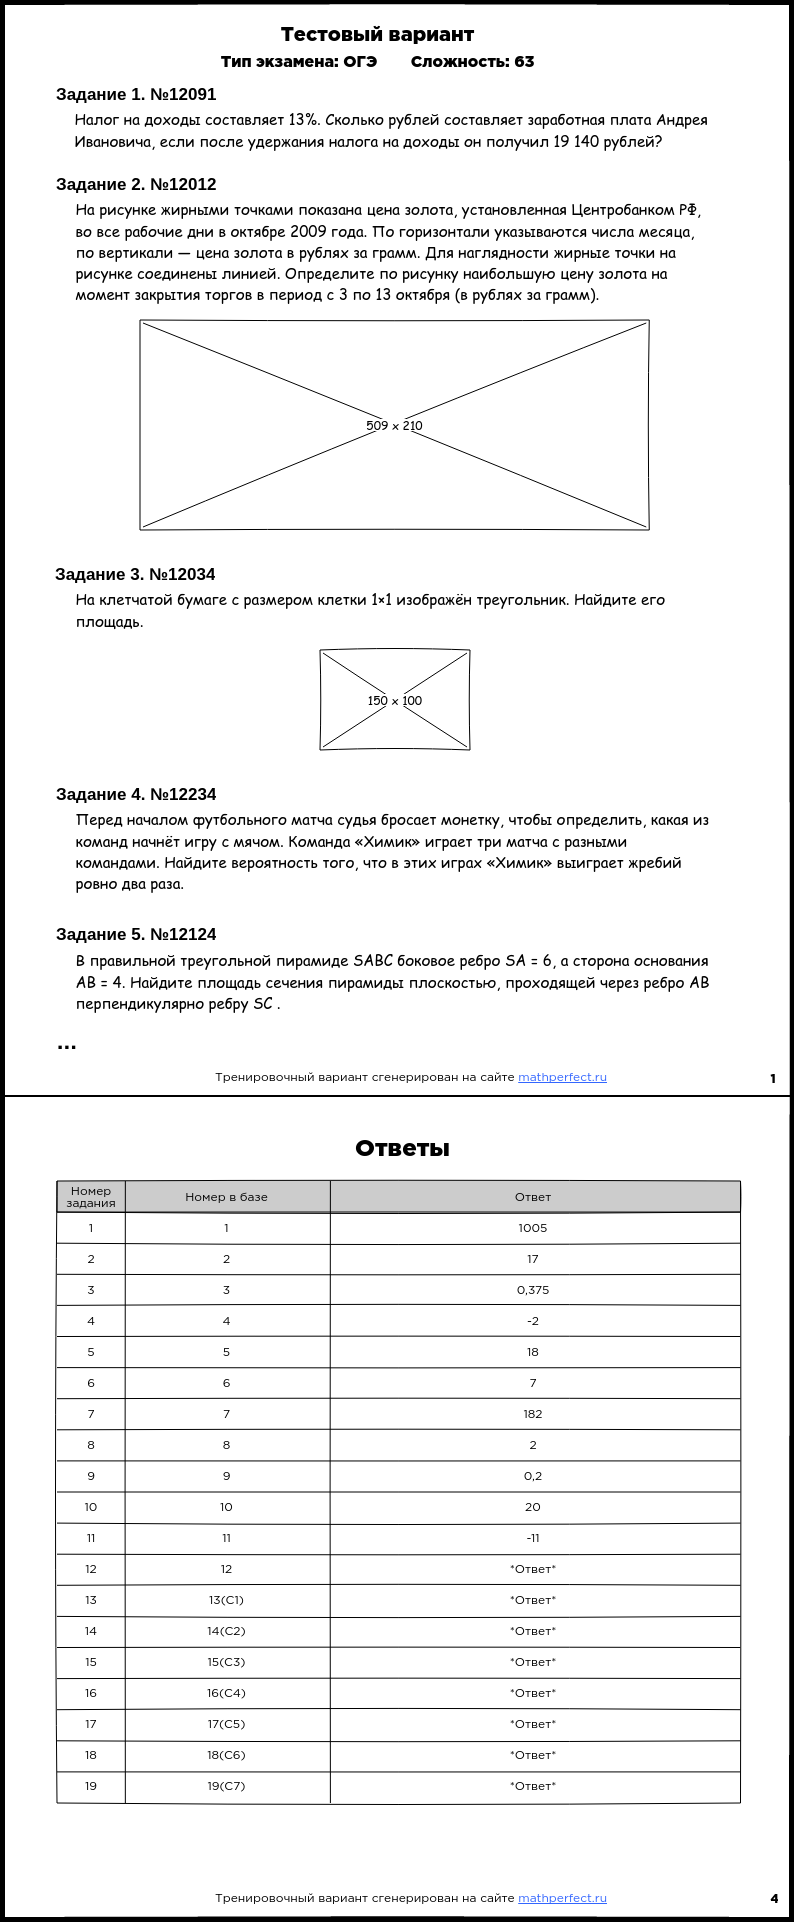 Тестовый вариант
Тип экзамена: ОГЭ Сложность: 63
Задание 1. №12091
Налог на доходы составляет 13%. Сколько рублей составляет заработная плата Андрея
Ивановича, если после удержания налога на доходы он получил 19 140 рублей?
Задание 2. №12012
На рисунке жирными точками показана цена золота, установленная Центробанком РФ,
во все рабочие дни в октябре 2009 года. По горизонтали указываются числа месяца,
по вертикали — цена золота в рублях за грамм. Для наглядности жирные точки на
рисунке соединены линией. Определите по рисунку наибольшую цену золота на
момент закрытия торгов в период с 3 по 13 октября (в рублях за грамм).
509 x 210
Задание 3. №12034
На клетчатой бумаге с размером клетки 1×1 изображён треугольник. Найдите его
площадь.
150 x 100
Задание 4. №12234
Перед началом футбольного матча судья бросает монетку, чтобы определить, какая из
команд начнёт игру с мячом. Команда «Химик» играет три матча с разными
командами. Найдите вероятность того, что в этих играх «Химик» выиграет жребий
ровно два раза.
Задание 5. №12124
В правильной треугольной пирамиде SABC боковое ребро SA = 6, а сторона основания
AB = 4. Найдите площадь сечения пирамиды плоскостью, проходящей через ребро AB
перпендикулярно ребру SC .
...
Тренировочный вариант сгенерирован на сайте mathperfect.ru 1
Ответы
Номер задания Номер в базе Ответ
1 1 1005
2 2 17
3 3 0,375
4 4 -2
5 5 18
6 6 7
7 7 182
8 8 2
9 9 0,2
10 10 20
11 11 -11
12 12 *Ответ*
13 13(C1) *Ответ*
14 14(C2) *Ответ*
15 15(C3) *Ответ*
16 16(C4) *Ответ*
17 17(C5) *Ответ*
18 18(C6) *Ответ*
19 19(C7) *Ответ*
Тренировочный вариант сгенерирован на сайте mathperfect.ru 4